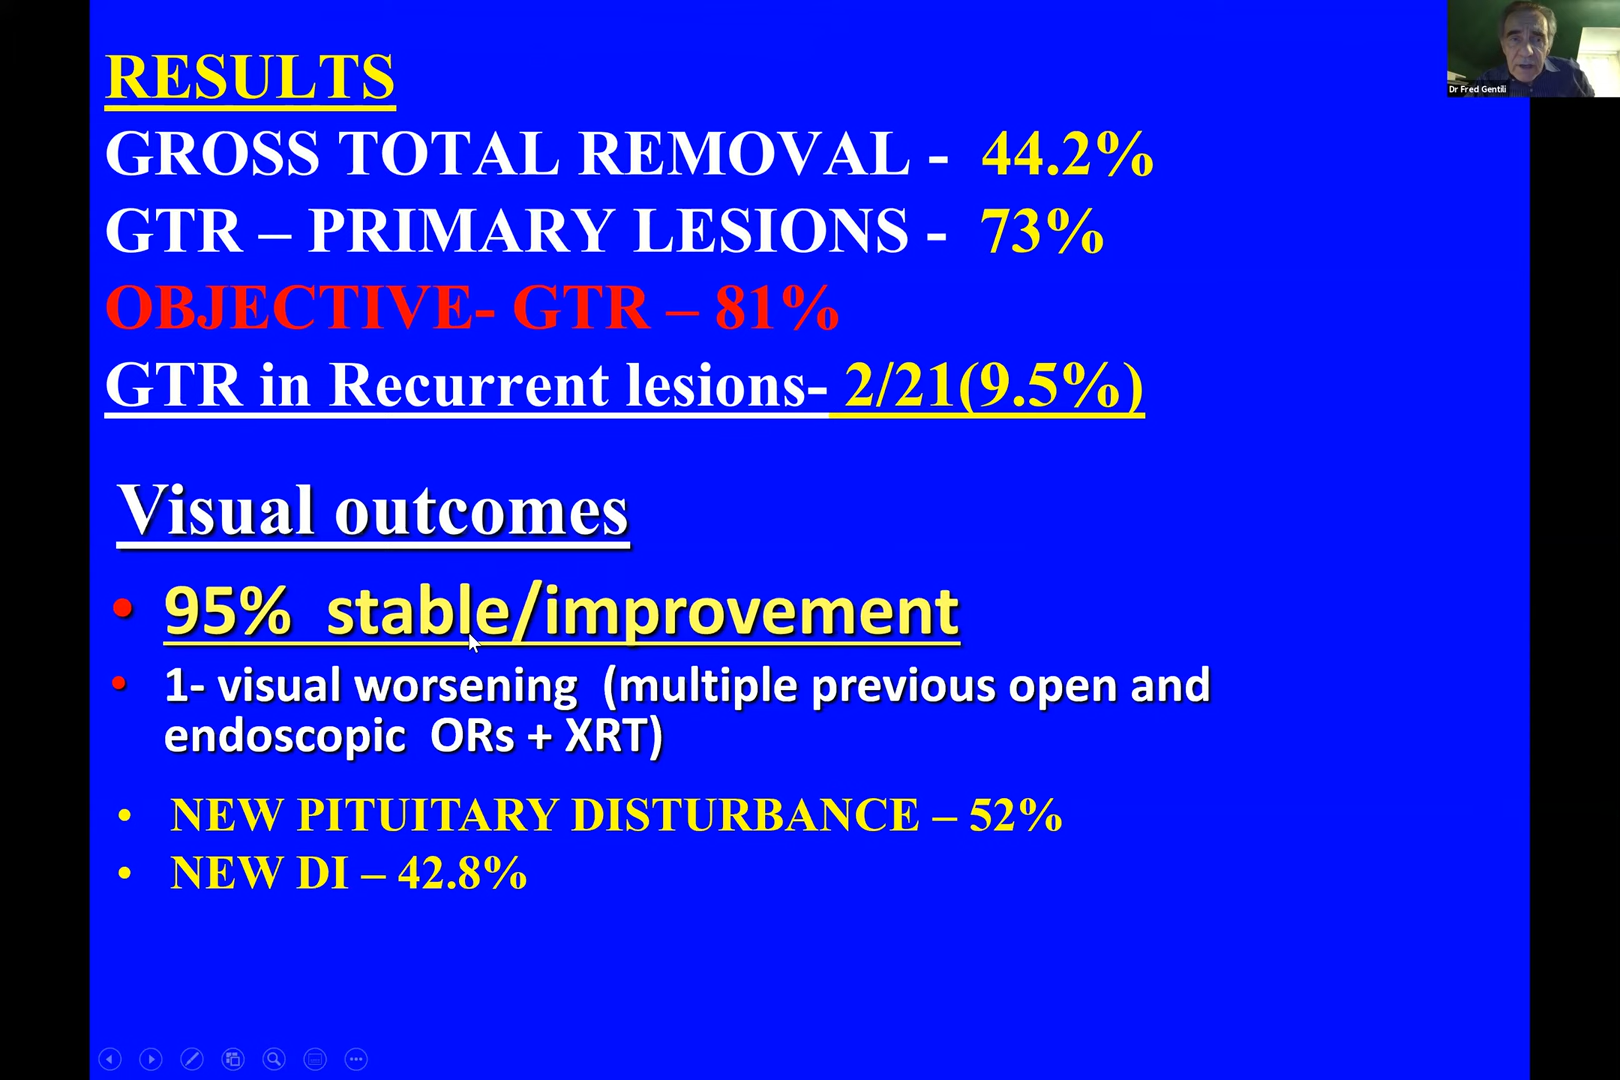 RESULTS
GROSS TOTAL REMOVAL - 44.2%
GTR – PRIMARY LESIONS - 73%
OBJECTIVE- GTR – 81%
GTR in Recurrent lesions- 2/21(9.5%)
Visual outcomes
• 95% stable/improvement
• 1- visual worsening (multiple previous open and
endoscopic ORs + XRT)
• NEW PITUITARY DISTURBANCE – 52%
• NEW DI – 42.8%
Dr Fred Gentili